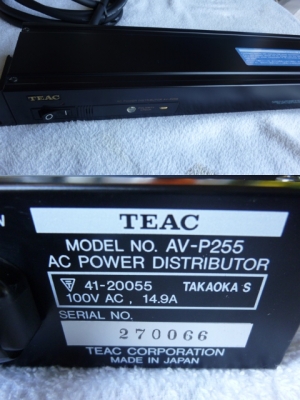 TEAC
TEAC
MODEL NO. AV-P255
AC POWER DISTRIBUTOR
41-20055 TAKAOKA S
100V AC , 14.9A
SERIAL NO.
270066
TEAC CORPORATION
MADE IN JAPAN